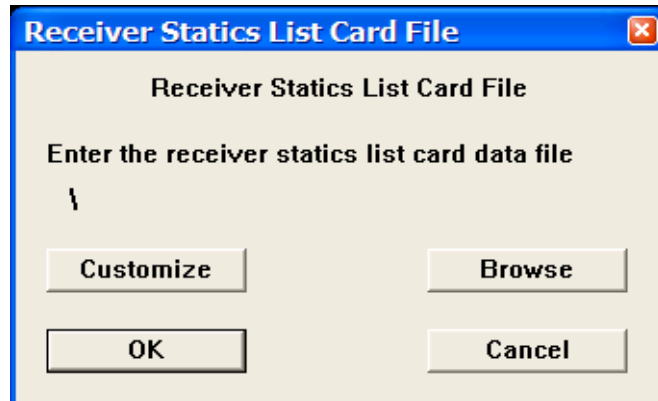 Receiver Statics List Card File
Receiver Statics List Card File
Enter the receiver statics list card data file
\
Customize Browse
OK Cancel